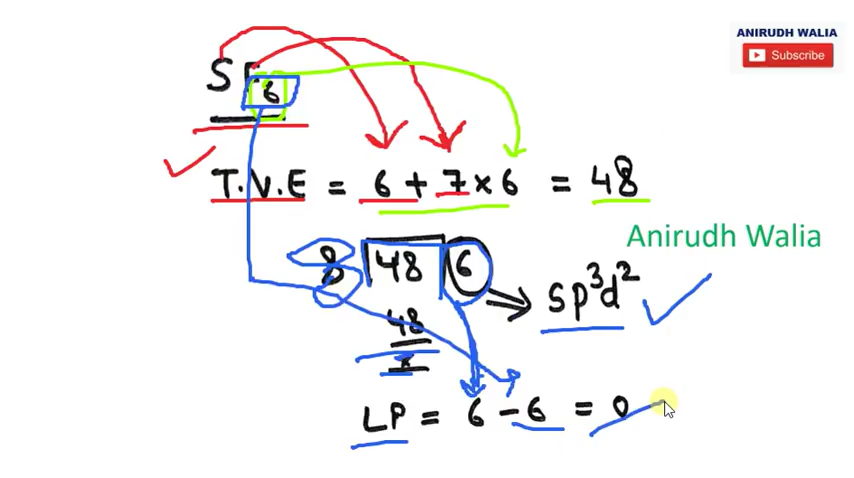 ANIRUDH WALIA
Subscribe
SF₆
T.V.E = 6 + 7 × 6 = 48
Anirudh Walia
8 48 6
sp³d²
48
x
LP = 6 - 6 = 0